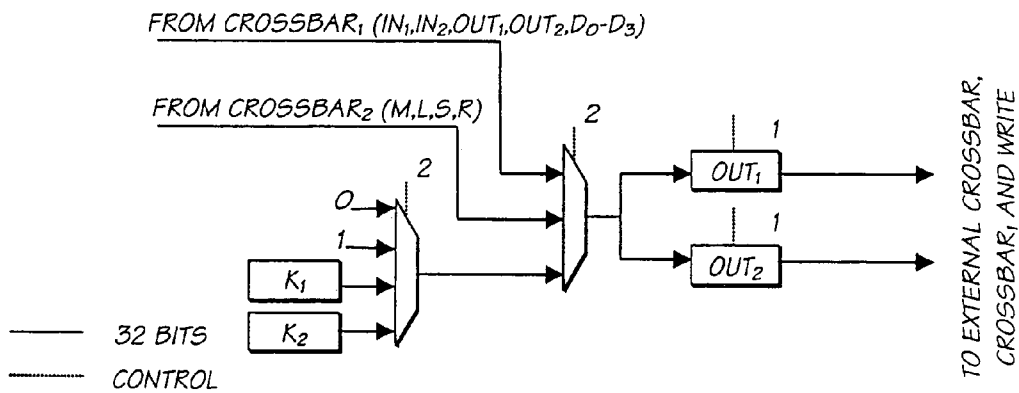 FROM CROSSBAR₁ (IN₁,IN₂,OUT₁,OUT₂,D₀-D₃)
FROM CROSSBAR₂ (M,L,S,R)
2
2
1
OUT₁
1
OUT₂
0
1
K₁
K₂
32 BITS
CONTROL
TO EXTERNAL CROSSBAR,
CROSSBAR, AND WRITE